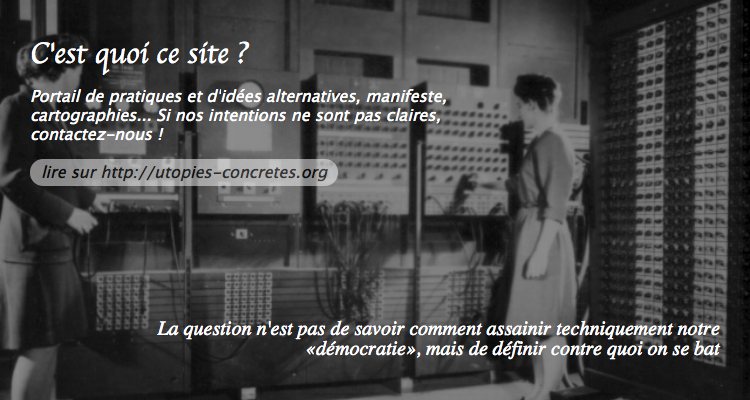 C'est quoi ce site ?
Portail de pratiques et d'idées alternatives, manifeste,
cartographies... Si nos intentions ne sont pas claires,
contactez-nous !
lire sur http://utopies-concretes.org
La question n'est pas de savoir comment assainir techniquement notre
«démocratie», mais de définir contre quoi on se bat